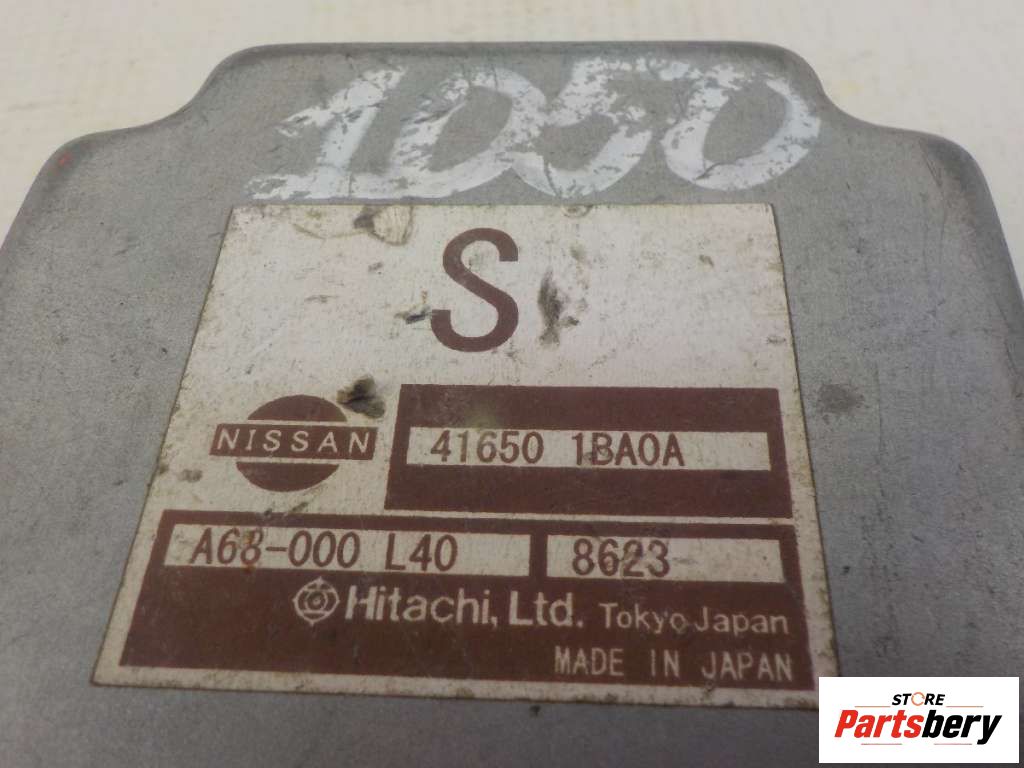 1050
S
NISSAN
41650 1BA0A
A68-000 L40 8623
Hitachi, Ltd. Tokyo Japan
MADE IN JAPAN
STORE
Partsbery